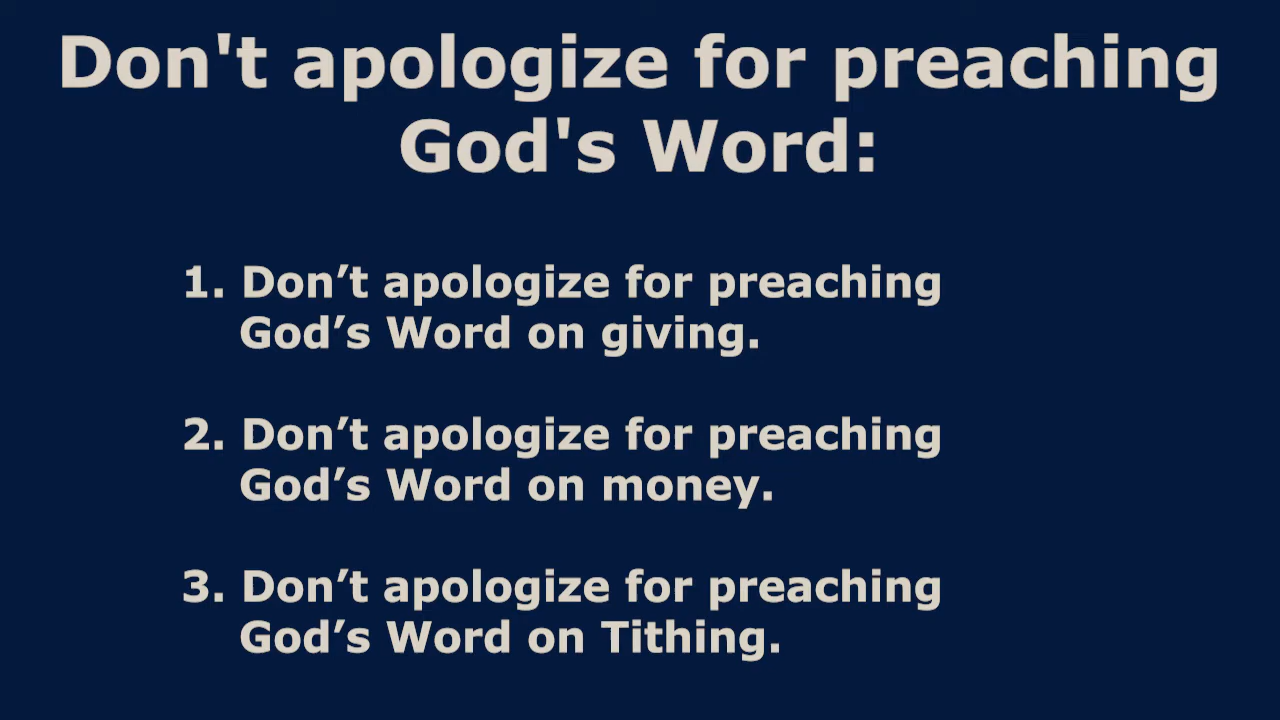 Don't apologize for preaching
God's Word:
1. Don’t apologize for preaching
God’s Word on giving.
2. Don’t apologize for preaching
God’s Word on money.
3. Don’t apologize for preaching
God’s Word on Tithing.